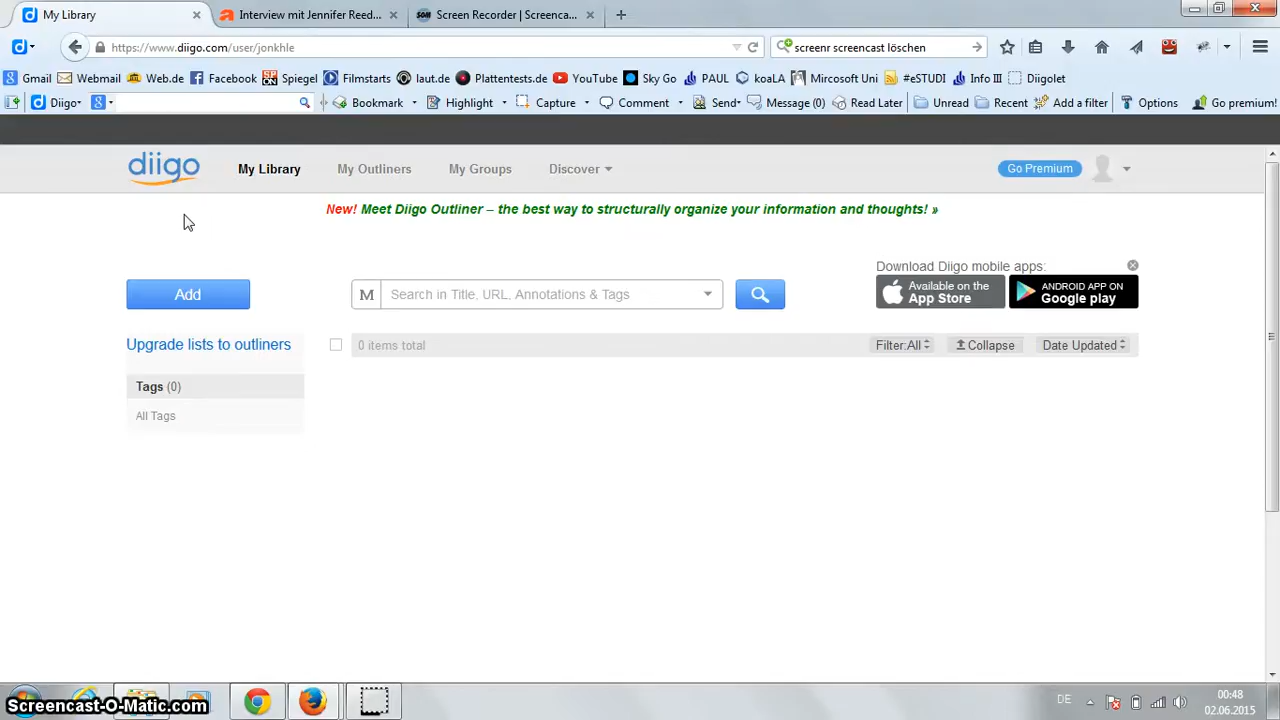 My Library
Interview mit Jennifer Reed...
SOM Screen Recorder | Screenca...
https://www.diigo.com/user/jonkhle
screenr screencast löschen
Gmail Webmail Web.de Facebook Spiegel Filmstarts laut.de Plattentests.de YouTube Sky Go PAUL koaLA Mircosoft Uni #eSTUDI Info III Diigolet
Diigo Bookmark Highlight Capture Comment Send Message (0) Read Later Unread Recent Add a filter Options Go premium!
diigo My Library My Outliners My Groups Discover Go Premium
New! Meet Diigo Outliner – the best way to structurally organize your information and thoughts! »
Download Diigo mobile apps:
Add M Search in Title, URL, Annotations & Tags
Available on the
App Store
ANDROID APP ON
Google play
Upgrade lists to outliners
0 items total Filter:All Collapse Date Updated
Tags (0)
All Tags
DE 00:48
02.06.2015
Screencast-O-Matic.com